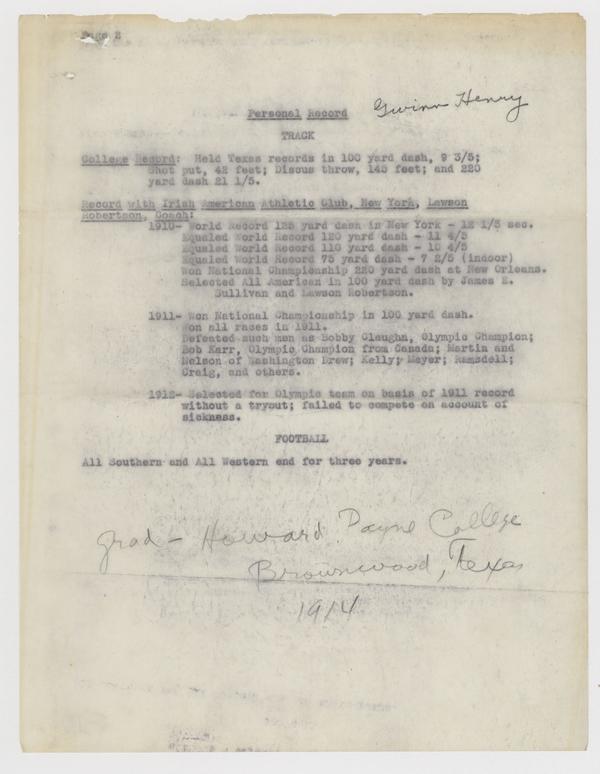 Page 2
Gwinn Henry
Personal Record
TRACK
College Record: Held Texas records in 100 yard dash, 9 3/5;
Shot put, 42 feet; Discus throw, 145 feet; and 220
yard dash 21 1/5.
Record with Irish American Athletic Club, New York, Lawson
Robertson, Coach:
1910- World Record 125 yard dash in New York - 12 1/5 sec.
Equaled World Record 120 yard dash - 11 4/5
Equaled World Record 110 yard dash - 10 4/5
Equaled World Record 75 yard dash - 7 2/5 (indoor)
Won National Championship 220 yard dash at New Orleans.
Selected All American in 100 yard dash by James E.
Sullivan and Lawson Robertson.
1911- Won National Championship in 100 yard dash.
Won all races in 1911.
Defeated such men as Bobby Claughn, Olympic Champion;
Bob Karr, Olympic Champion from Canada; Martin and
Nelson of Washington Drew; Kelly; Meyer; Ramsdell;
Craig, and others.
1912- Selected for Olympic team on basis of 1911 record
without a tryout; failed to compete on account of
sickness.
FOOTBALL
All Southern and All Western end for three years.
grad - Howard Payne College
Brownwood, Texas
1914